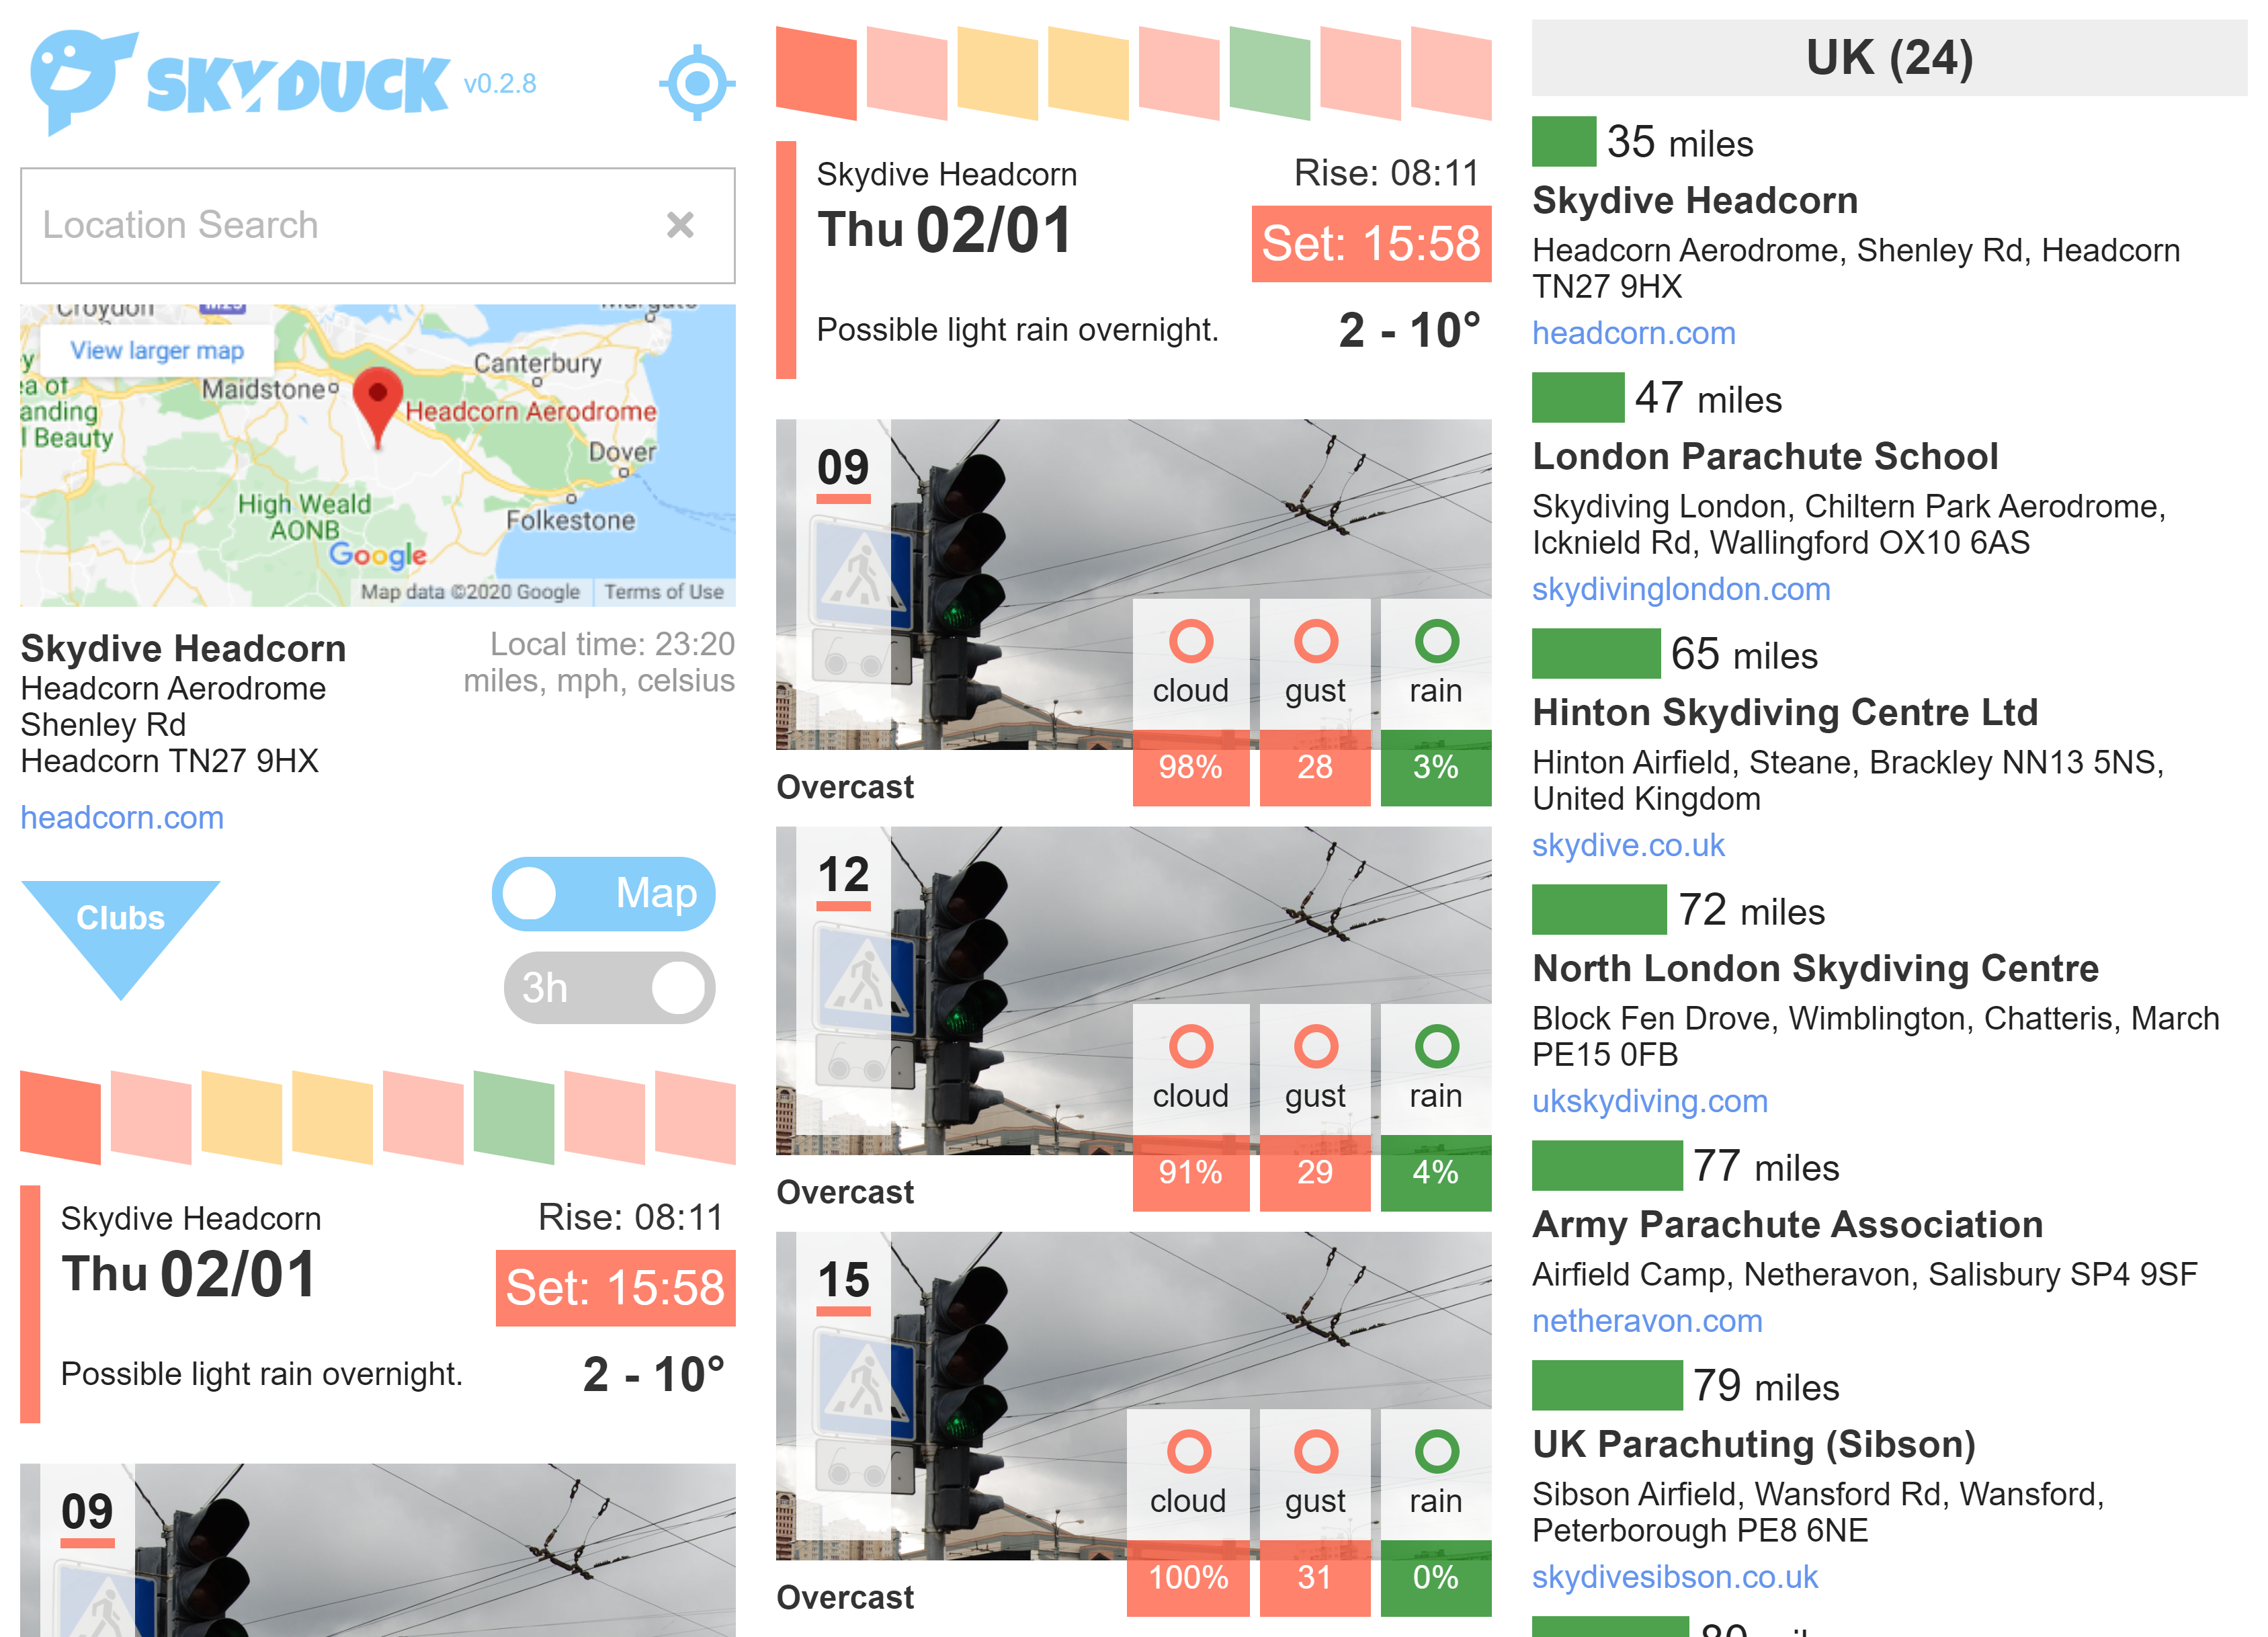 SKYDUCK v0.2.8
Location Search
Croydon
View larger map
Canterbury
Maidstone
Headcorn Aerodrome
anding
Beauty
Dover
High Weald
AONB
Folkestone
Google
Map data ©2020 Google Terms of Use
Skydive Headcorn
Headcorn Aerodrome
Shenley Rd
Headcorn TN27 9HX
headcorn.com
Local time: 23:20
miles, mph, celsius
Clubs
Map
3h
Skydive Headcorn
Rise: 08:11
Thu 02/01
Set: 15:58
Possible light rain overnight.
2 - 10°
09
Skydive Headcorn
Rise: 08:11
Thu 02/01
Set: 15:58
Possible light rain overnight.
2 - 10°
09
cloud gust rain
98% 28 3%
Overcast
12
cloud gust rain
91% 29 4%
Overcast
15
cloud gust rain
100% 31 0%
Overcast
UK (24)
35 miles
Skydive Headcorn
Headcorn Aerodrome, Shenley Rd, Headcorn
TN27 9HX
headcorn.com
47 miles
London Parachute School
Skydiving London, Chiltern Park Aerodrome,
Icknield Rd, Wallingford OX10 6AS
skydivinglondon.com
65 miles
Hinton Skydiving Centre Ltd
Hinton Airfield, Steane, Brackley NN13 5NS,
United Kingdom
skydive.co.uk
72 miles
North London Skydiving Centre
Block Fen Drove, Wimblington, Chatteris, March
PE15 0FB
ukskydiving.com
77 miles
Army Parachute Association
Airfield Camp, Netheravon, Salisbury SP4 9SF
netheravon.com
79 miles
UK Parachuting (Sibson)
Sibson Airfield, Wansford Rd, Wansford,
Peterborough PE8 6NE
skydivesibson.co.uk